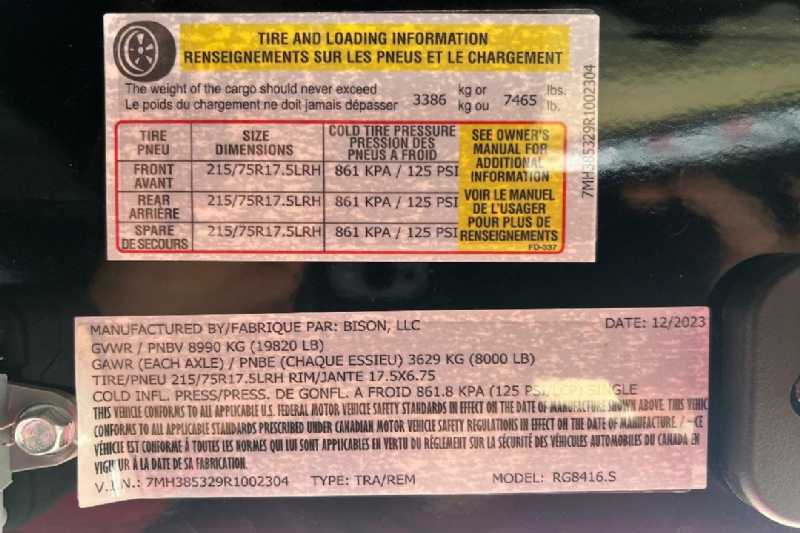 TIRE AND LOADING INFORMATION
RENSEIGNEMENTS SUR LES PNEUS ET LE CHARGEMENT
The weight of the cargo should never exceed 3386 kg or 7465 lbs.
Le poids du chargement ne doit jamais dépasser kg ou lb.
TIRE PNEU SIZE DIMENSIONS COLD TIRE PRESSURE PRESSION DES PNEUS A FROID
FRONT AVANT 215/75R17.5LRH 861 KPA / 125 PSI
REAR ARRIÈRE 215/75R17.5LRH 861 KPA / 125 PSI
SPARE DE SECOURS 215/75R17.5LRH 861 KPA / 125 PSI
SEE OWNER'S
MANUAL FOR
ADDITIONAL
INFORMATION
VOIR LE MANUEL
DE L'USAGER
POUR PLUS DE
RENSEIGNEMENTS
FD-337
7MH385329R1002304
MANUFACTURED BY/FABRIQUE PAR: BISON, LLC DATE: 12/2023
GVWR / PNBV 8990 KG (19820 LB)
GAWR (EACH AXLE) / PNBE (CHAQUE ESSIEU) 3629 KG (8000 LB)
TIRE/PNEU 215/75R17.5LRH RIM/JANTE 17.5X6.75
COLD INFL. PRESS/PRESS. DE GONFL. A FROID 861.8 KPA (125 PSI/LPC) SINGLE
THIS VEHICLE CONFORMS TO ALL APPLICABLE U.S. FEDERAL MOTOR VEHICLE SAFETY STANDARDS IN EFFECT ON THE DATE OF MANUFACTURE SHOWN ABOVE. THIS VEHIC
CONFORMS TO ALL APPLICABLE STANDARDS PRESCRIBED UNDER CANADIAN MOTOR VEHICLE SAFETY REGULATIONS IN EFFECT ON THE DATE OF MANUFACTURE. / –CE
VÉHICLE EST CONFORME À TOUTES LES NORMES QUI LUI SONT APPLICABLES EN VERTU DU RÈGLEMENT SUR LA SÉCURITÉ DES VÉHICULES AUTOMOBILES DU CANADA EN
VIGUEUR À LA DATE DE SA FABRICATION.
V.I.N.: 7MH385329R1002304 TYPE: TRA/REM MODEL: RG8416.S